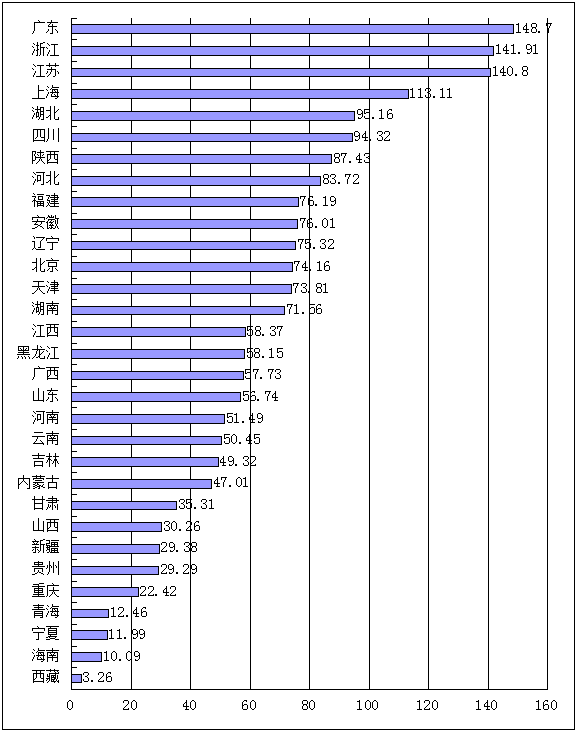 广东 148.7
浙江 141.91
江苏 140.8
上海 113.11
湖北 95.16
四川 94.32
陕西 87.43
河北 83.72
福建 76.19
安徽 76.01
辽宁 75.32
北京 74.16
天津 73.81
湖南 71.56
江西 58.37
黑龙江 58.15
广西 57.73
山东 56.74
河南 51.49
云南 50.45
吉林 49.32
内蒙古 47.01
甘肃 35.31
山西 30.26
新疆 29.38
贵州 29.29
重庆 22.42
青海 12.46
宁夏 11.99
海南 10.09
西藏 3.26
0 20 40 60 80 100 120 140 160